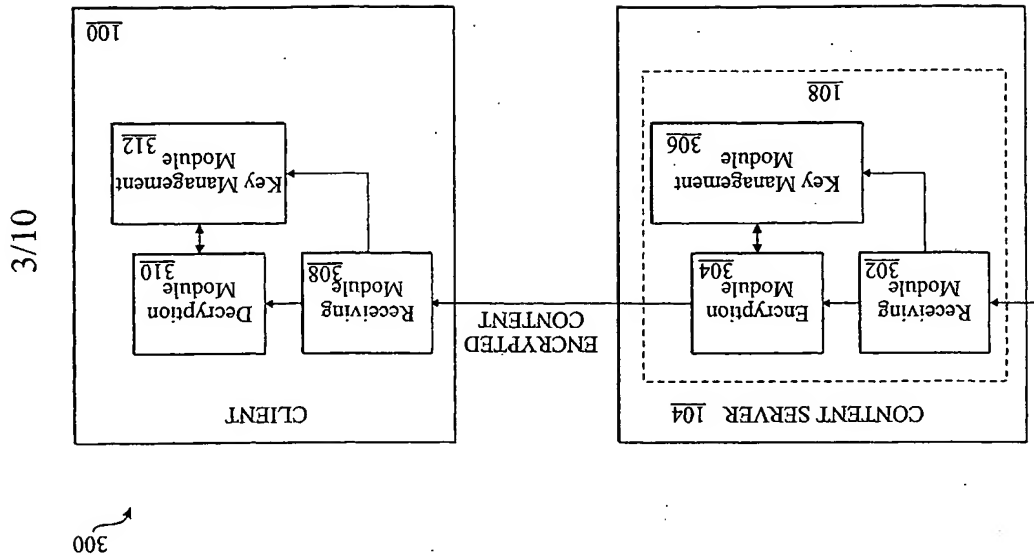 3/10
300
CONTENT SERVER 104
Receiving
Module
302
Encryption
Module
304
Key Management
Module
306
108
ENCRYPTED
CONTENT
CLIENT
Receiving
Module
308
Decryption
Module
310
Key Management
Module
312
100